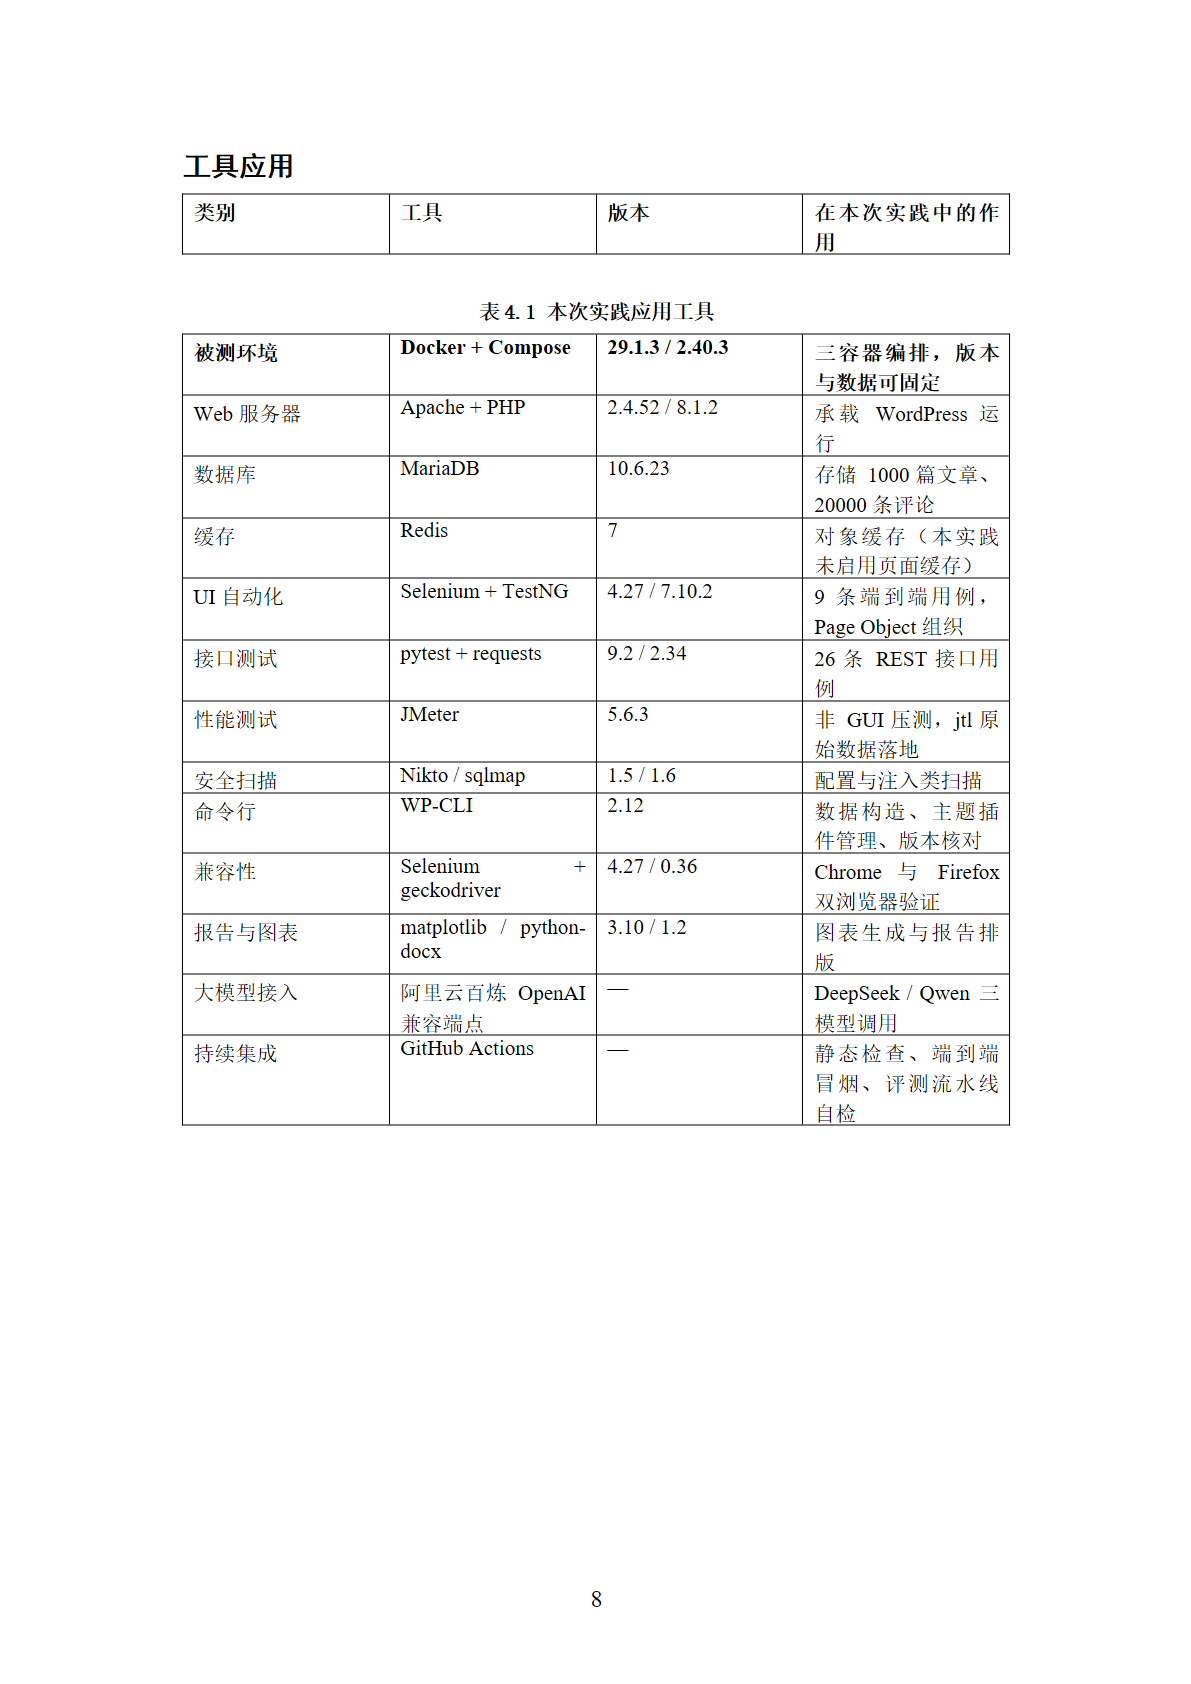 工具应用
类别 工具 版本 在本次实践中的作
用
表 4.1 本次实践应用工具
被测环境 Docker + Compose 29.1.3 / 2.40.3 三容器编排，版本
与数据可固定
Web 服务器 Apache + PHP 2.4.52 / 8.1.2 承载 WordPress 运
行
数据库 MariaDB 10.6.23 存储 1000 篇文章、
20000 条评论
缓存 Redis 7 对象缓存（本实践
未启用页面缓存）
UI 自动化 Selenium + TestNG 4.27 / 7.10.2 9 条端到端用例，
Page Object 组织
接口测试 pytest + requests 9.2 / 2.34 26 条 REST 接口用
例
性能测试 JMeter 5.6.3 非 GUI 压测，jtl 原
始数据落地
安全扫描 Nikto / sqlmap 1.5 / 1.6 配置与注入类扫描
命令行 WP-CLI 2.12 数据构造、主题插
件管理、版本核对
兼容性 Selenium + 4.27 / 0.36 Chrome 与 Firefox
geckodriver 双浏览器验证
报告与图表 matplotlib / python- 3.10 / 1.2 图表生成与报告排
docx 版
大模型接入 阿里云百炼 OpenAI — DeepSeek / Qwen 三
兼容端点 模型调用
持续集成 GitHub Actions — 静态检查、端到端
冒烟、评测流水线
自检
8